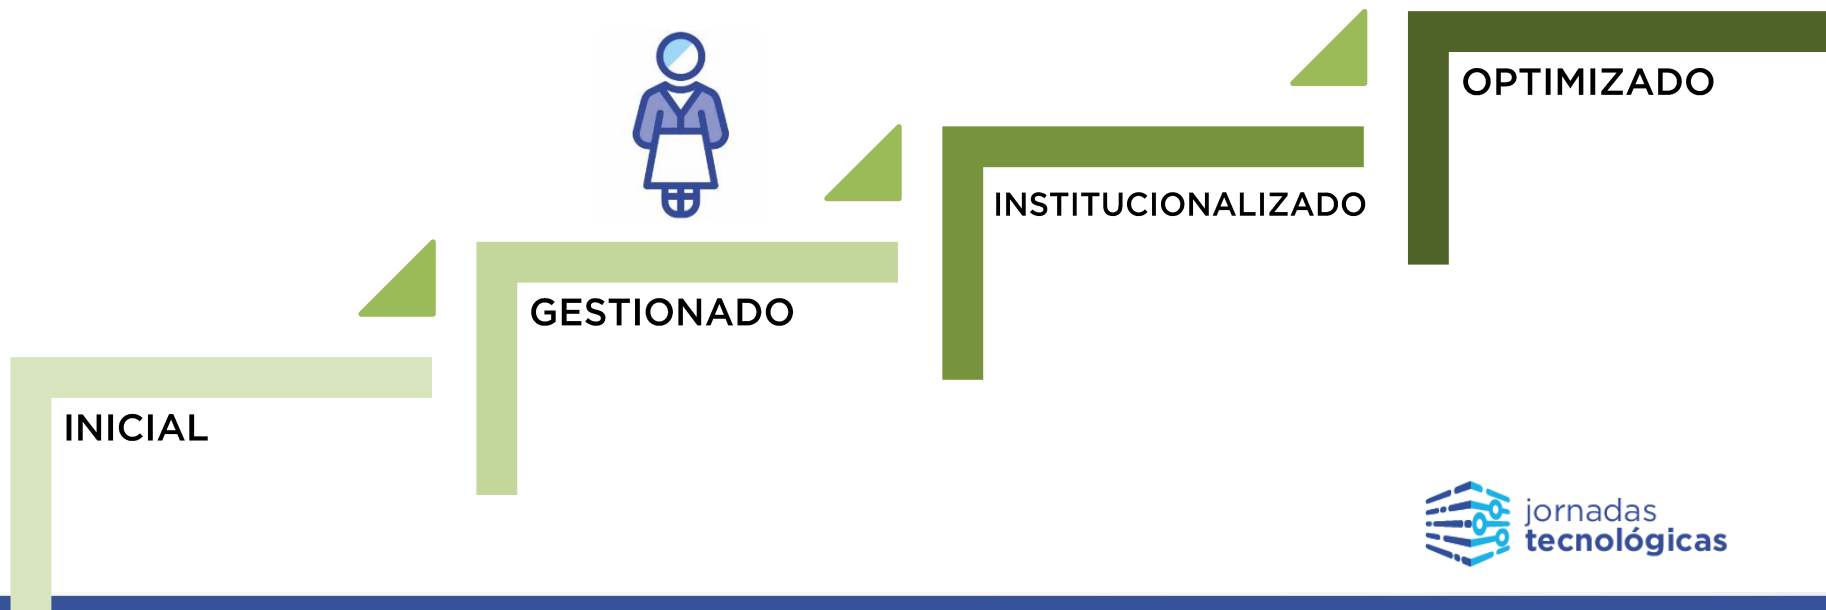 INICIAL
GESTIONADO
INSTITUCIONALIZADO
OPTIMIZADO
jornadas
tecnológicas